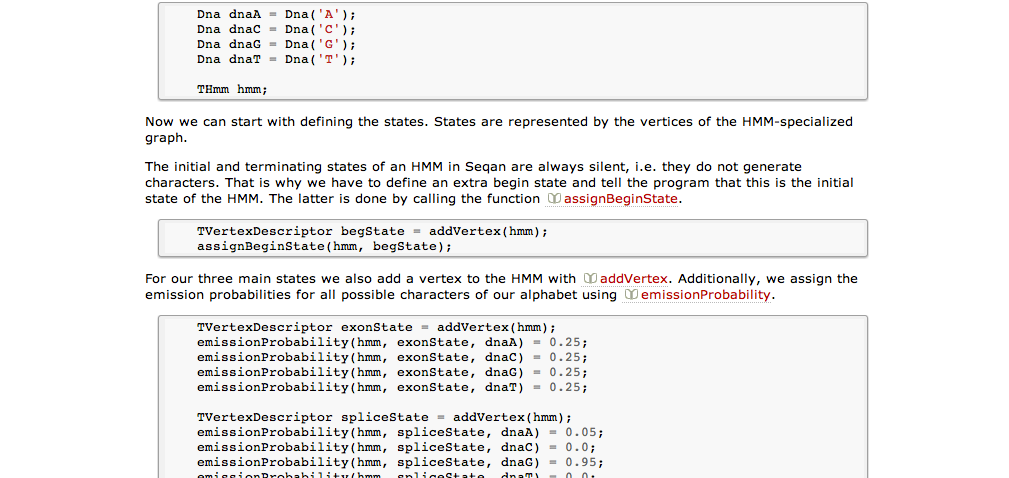 Dna dnaA = Dna('A');
Dna dnaC = Dna('C');
Dna dnaG = Dna('G');
Dna dnaT = Dna('T');
THmm hmm;
Now we can start with defining the states. States are represented by the vertices of the HMM-specialized
graph.
The initial and terminating states of an HMM in Seqan are always silent, i.e. they do not generate
characters. That is why we have to define an extra begin state and tell the program that this is the initial
state of the HMM. The latter is done by calling the function assignBeginState.
TVertexDescriptor begState = addVertex(hmm);
assignBeginState(hmm, begState);
For our three main states we also add a vertex to the HMM with addVertex. Additionally, we assign the
emission probabilities for all possible characters of our alphabet using emissionProbability.
TVertexDescriptor exonState = addVertex(hmm);
emissionProbability(hmm, exonState, dnaA) = 0.25;
emissionProbability(hmm, exonState, dnaC) = 0.25;
emissionProbability(hmm, exonState, dnaG) = 0.25;
emissionProbability(hmm, exonState, dnaT) = 0.25;
TVertexDescriptor spliceState = addVertex(hmm);
emissionProbability(hmm, spliceState, dnaA) = 0.05;
emissionProbability(hmm, spliceState, dnaC) = 0.0;
emissionProbability(hmm, spliceState, dnaG) = 0.95;
emissionProbability(hmm, spliceState, dnaT) = 0.0;